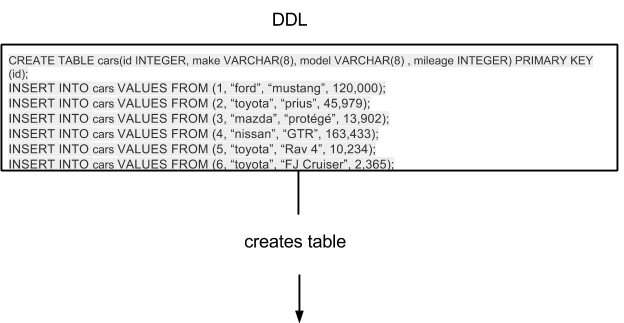 DDL
CREATE TABLE cars(id INTEGER, make VARCHAR(8), model VARCHAR(8) , mileage INTEGER) PRIMARY KEY
(id);
INSERT INTO cars VALUES FROM (1, “ford”, “mustang”, 120,000);
INSERT INTO cars VALUES FROM (2, “toyota”, “prius”, 45,979);
INSERT INTO cars VALUES FROM (3, “mazda”, “protégé”, 13,902);
INSERT INTO cars VALUES FROM (4, “nissan”, “GTR”, 163,433);
INSERT INTO cars VALUES FROM (5, “toyota”, “Rav 4”, 10,234);
INSERT INTO cars VALUES FROM (6, “toyota”, “FJ Cruiser”, 2,365);
creates table